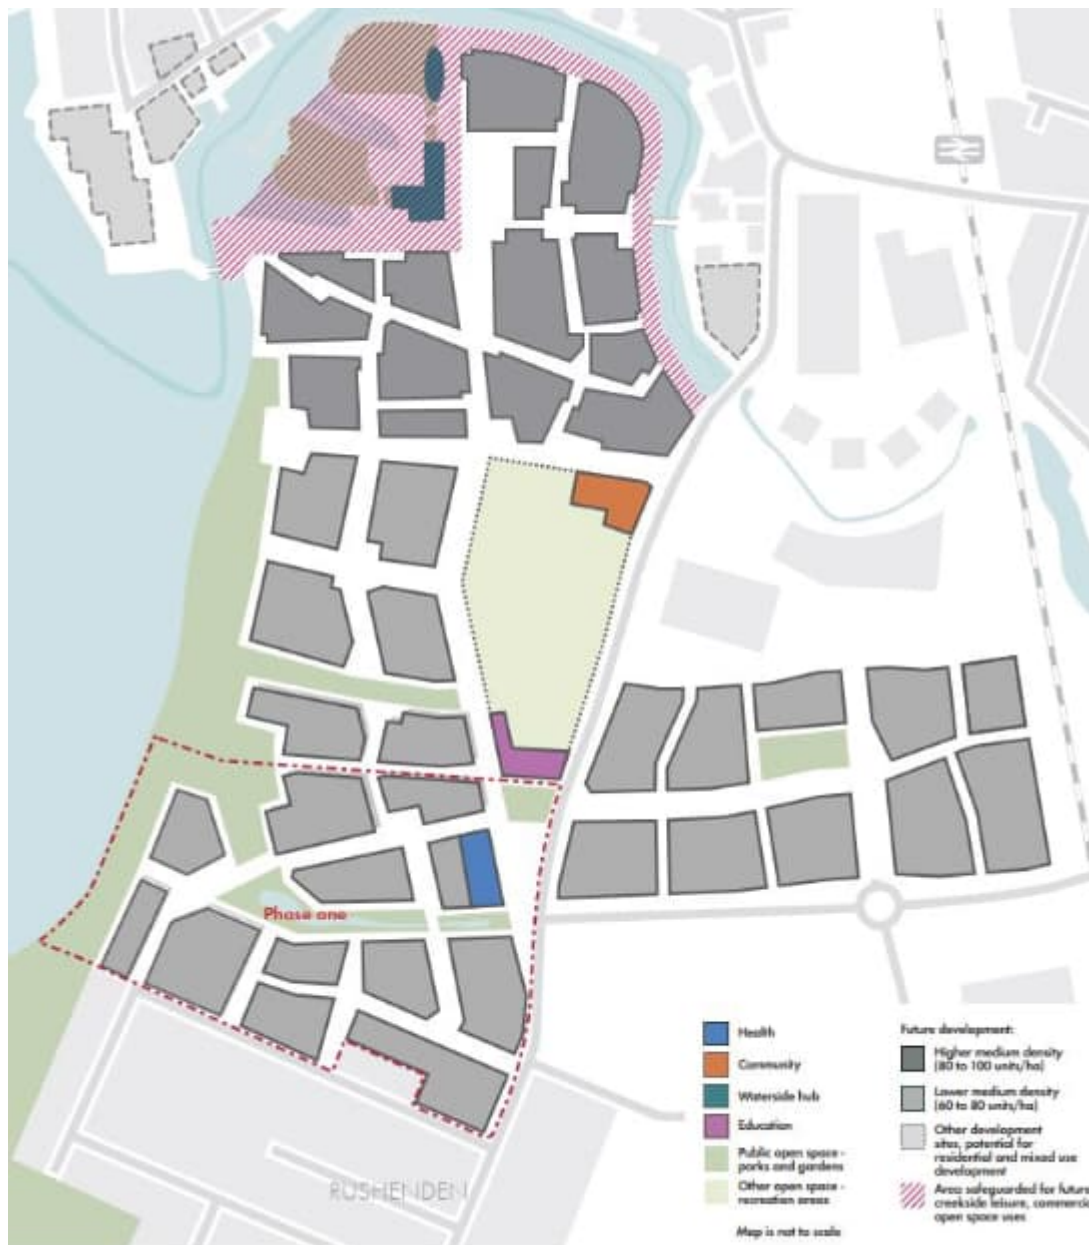 Phase one
RUSHENDEN
Health
Community
Waterside hub
Education
Public open space -
parks and gardens
Other open space -
recreation areas
Map is not to scale
Future development:
Higher medium density
(80 to 100 units/ha)
Lower medium density
(60 to 80 units/ha)
Other development
sites, potential for
residential and mixed use
development
Area safeguarded for future
creekside leisure, commercia
open space uses